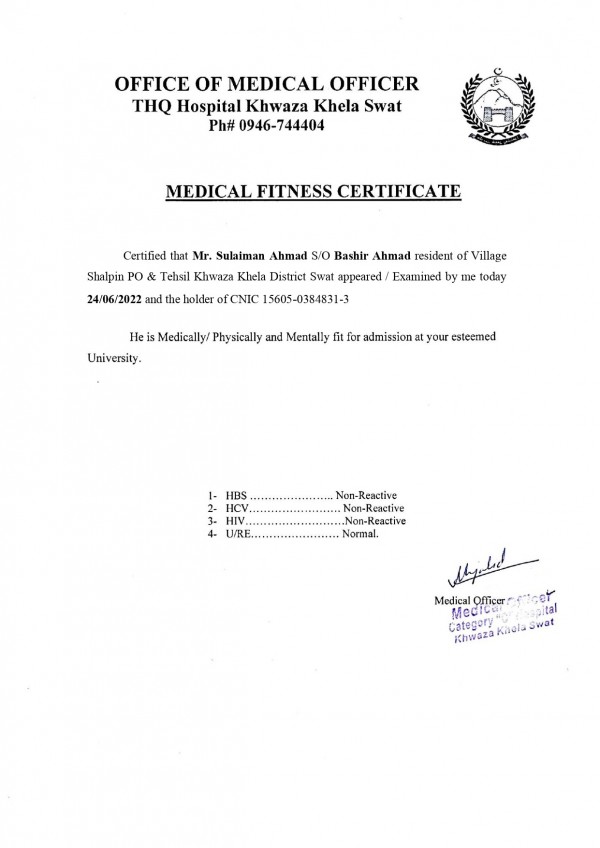 OFFICE OF MEDICAL OFFICER
THQ Hospital Khwaza Khela Swat
Ph# 0946-744404
MEDICAL FITNESS CERTIFICATE
Certified that Mr. Sulaiman Ahmad S/O Bashir Ahmad resident of Village
Shalpin PO & Tehsil Khwaza Khela District Swat appeared / Examined by me today
24/06/2022 and the holder of CNIC 15605-0384831-3
He is Medically/ Physically and Mentally fit for admission at your esteemed
University.
1- HBS ………………….. Non-Reactive
2- HCV……………………. Non-Reactive
3- HIV……………………….Non-Reactive
4- U/RE…………………… Normal.
Medical Officer
Medical Officer
Category "C" Hospital
Khwaza Khela Swat